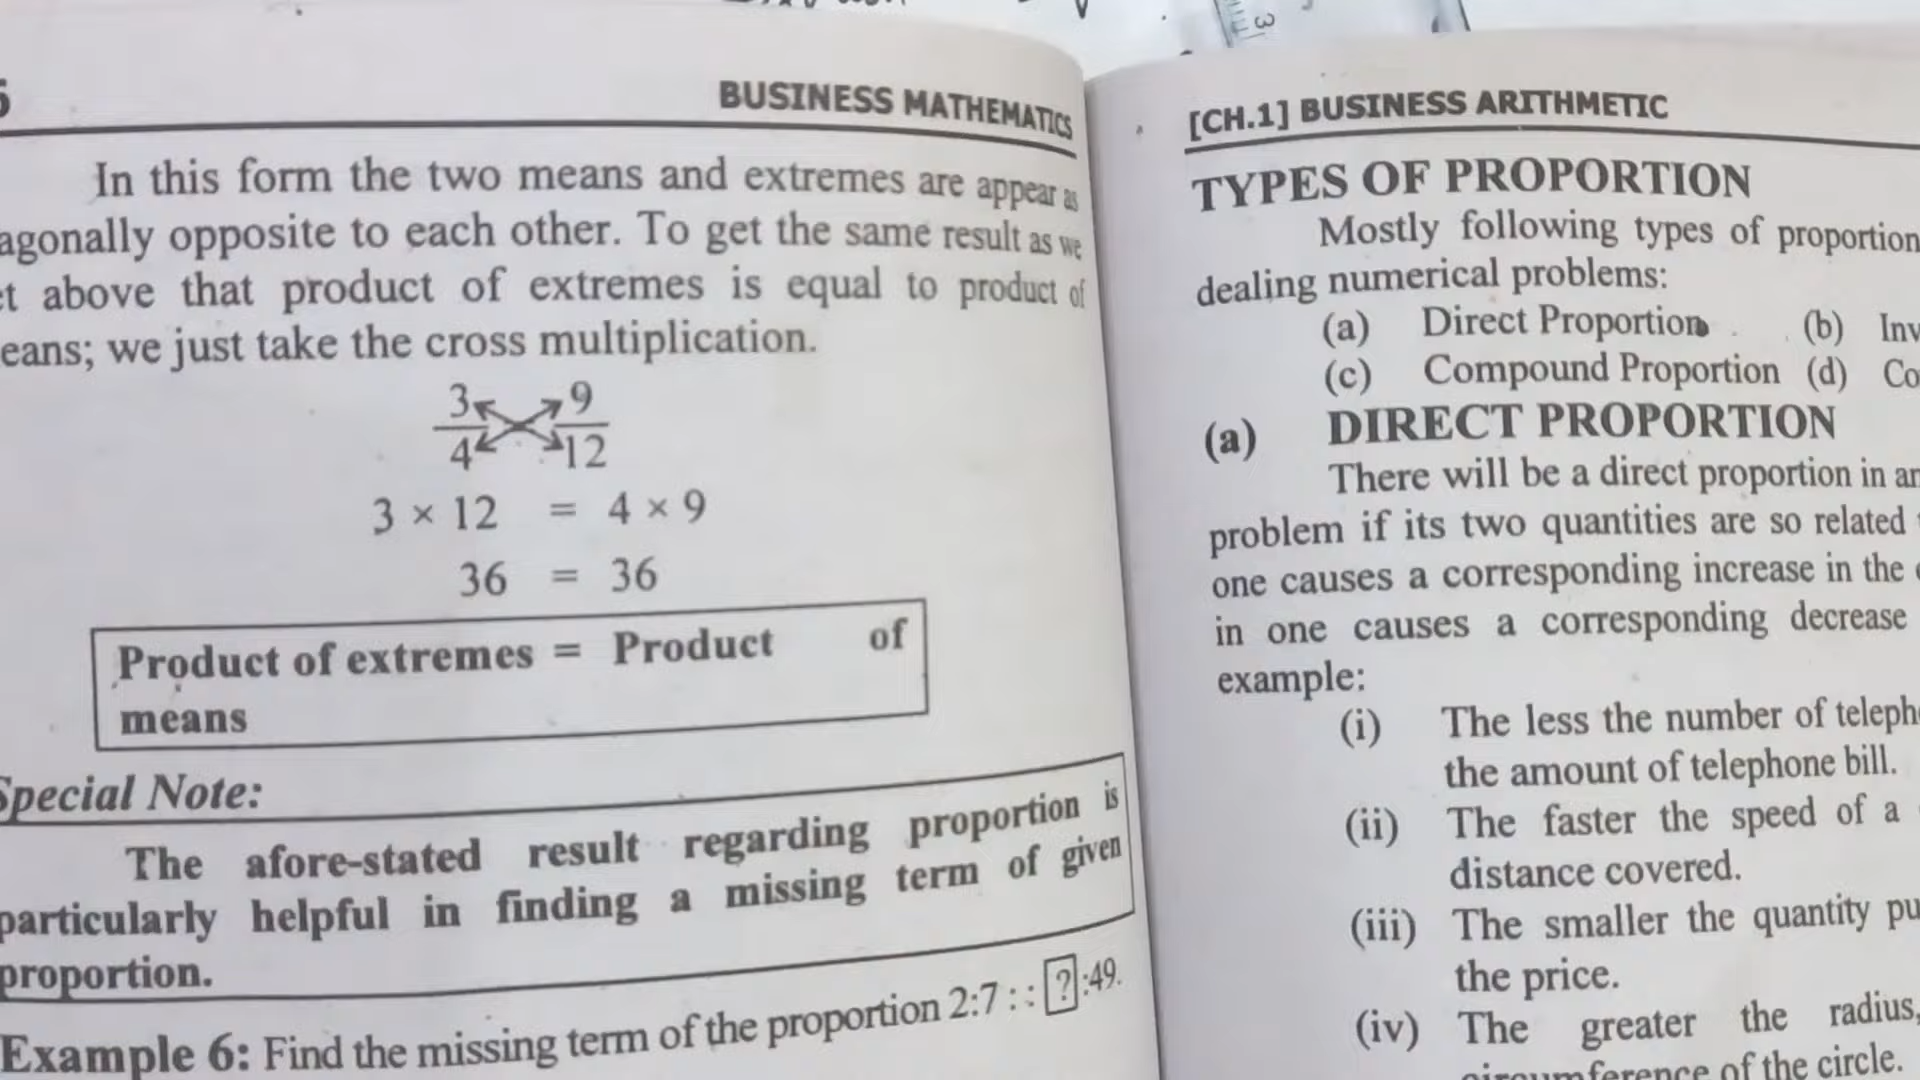 BUSINESS MATHEMATICS
In this form the two means and extremes are appear as
agonally opposite to each other. To get the same result as we
et above that product of extremes is equal to product of
eans; we just take the cross multiplication.
3 9
4 12
3 × 12 = 4 × 9
36 = 36
Product of extremes = Product of
means
Special Note:
The afore-stated result regarding proportion is
particularly helpful in finding a missing term of given
proportion.
Example 6: Find the missing term of the proportion 2:7 : : ? :49.
[CH.1] BUSINESS ARITHMETIC
TYPES OF PROPORTION
Mostly following types of proportion
dealing numerical problems:
(a) Direct Proportion (b) Inv
(c) Compound Proportion (d) Co
(a) DIRECT PROPORTION
There will be a direct proportion in
problem if its two quantities are so related
one causes a corresponding increase in the
in one causes a corresponding decrease
example:
(i) The less the number of teleph
the amount of telephone bill.
(ii) The faster the speed of a
distance covered.
(iii) The smaller the quantity pu
the price.
(iv) The greater the radius,
circumference of the circle.
3